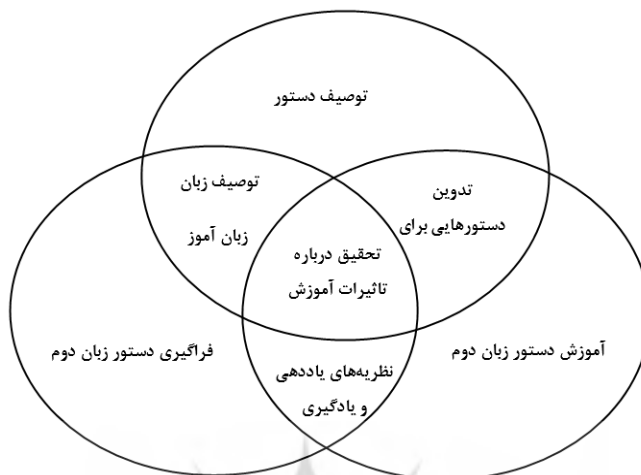 توصیف دستور
توصیف زبان
زبان آموز
تدوین
دستورهایی برای
تحقیق درباره
تاثیرات آموزش
فراگیری دستور زبان دوم
آموزش دستور زبان دوم
نظریه‌های یاددهی
و یادگیری